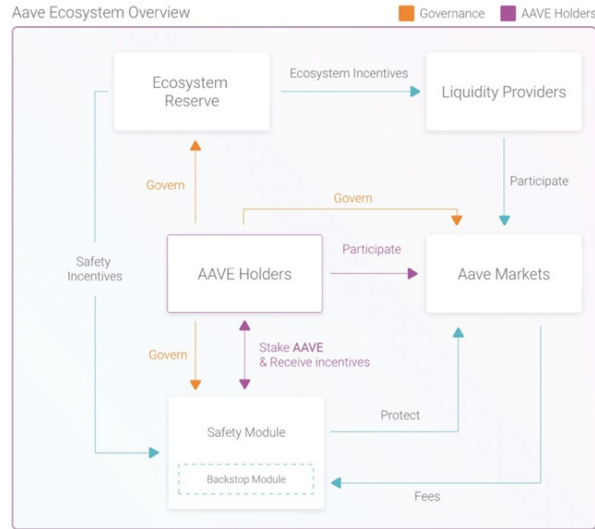 Aave Ecosystem Overview
Governance
AAVE Holders
Ecosystem
Reserve
Ecosystem Incentives
Liquidity Providers
Govern
Participate
Govern
Safety
Incentives
AAVE Holders
Participate
Aave Markets
Govern
Stake AAVE
& Receive incentives
Safety Module
Protect
Backstop Module
Fees